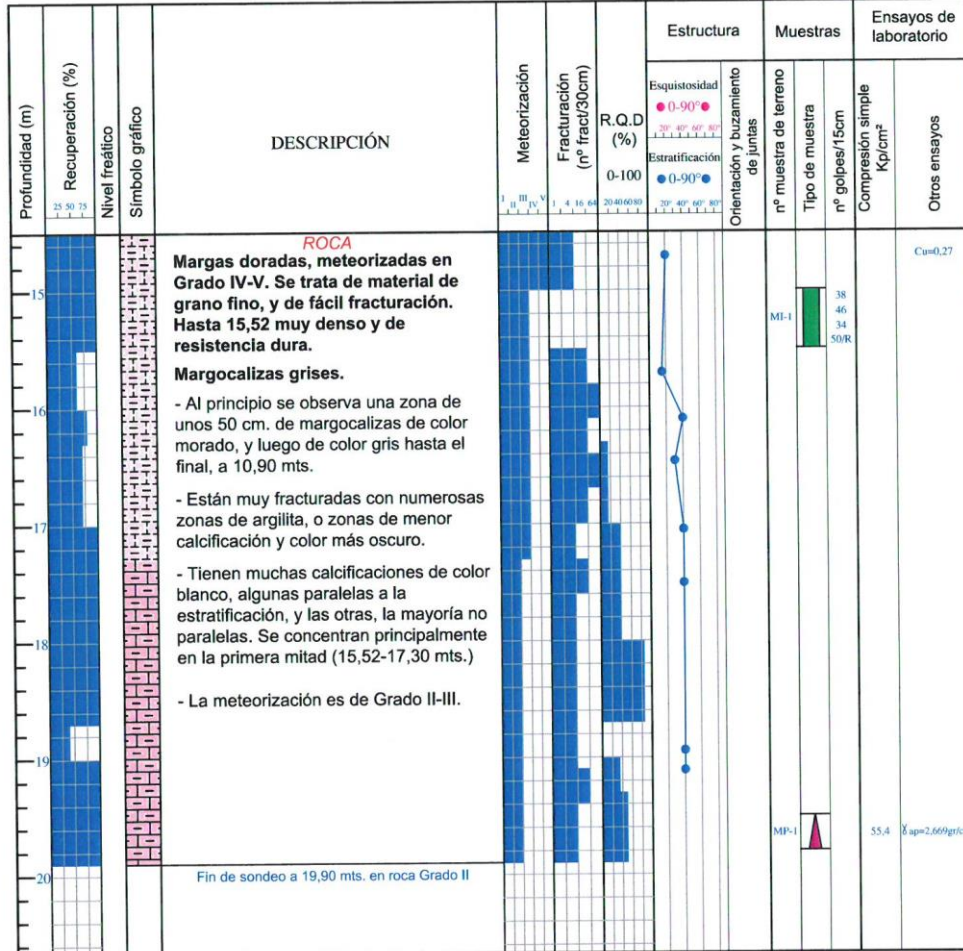 Estructura
Muestras
Ensayos de
laboratorio
Profundidad (m)
Recuperación (%)
25 50 75
Nivel freático
Símbolo gráfico
DESCRIPCIÓN
Meteorización
I II III IV V
Fracturación
(nº fract/30cm)
1 4 16 64
R.Q.D
(%)
0-100
20 40 60 80
Esquistosidad
0-90°
20° 40° 60° 80°
Estratificación
0-90°
20° 40° 60° 80°
Orientación y buzamiento
de juntas
nº muestra de terreno
Tipo de muestra
nº golpes/15cm
Compresión simple
Kp/cm²
Otros ensayos
ROCA
Margas doradas, meteorizadas en
Grado IV-V. Se trata de material de
grano fino, y de fácil fracturación.
Hasta 15,52 muy denso y de
resistencia dura.
Margocalizas grises.
- Al principio se observa una zona de
unos 50 cm. de margocalizas de color
morado, y luego de color gris hasta el
final, a 10,90 mts.
- Están muy fracturadas con numerosas
zonas de argilita, o zonas de menor
calcificación y color más oscuro.
- Tienen muchas calcificaciones de color
blanco, algunas paralelas a la
estratificación, y las otras, la mayoría no
paralelas. Se concentran principalmente
en la primera mitad (15,52-17,30 mts.)
- La meteorización es de Grado II-III.
Fin de sondeo a 19,90 mts. en roca Grado II
15
16
17
18
19
20
Cu=0,27
MI-1
38
46
34
50/R
MP-1
55,4
γ ap=2,669gr/c